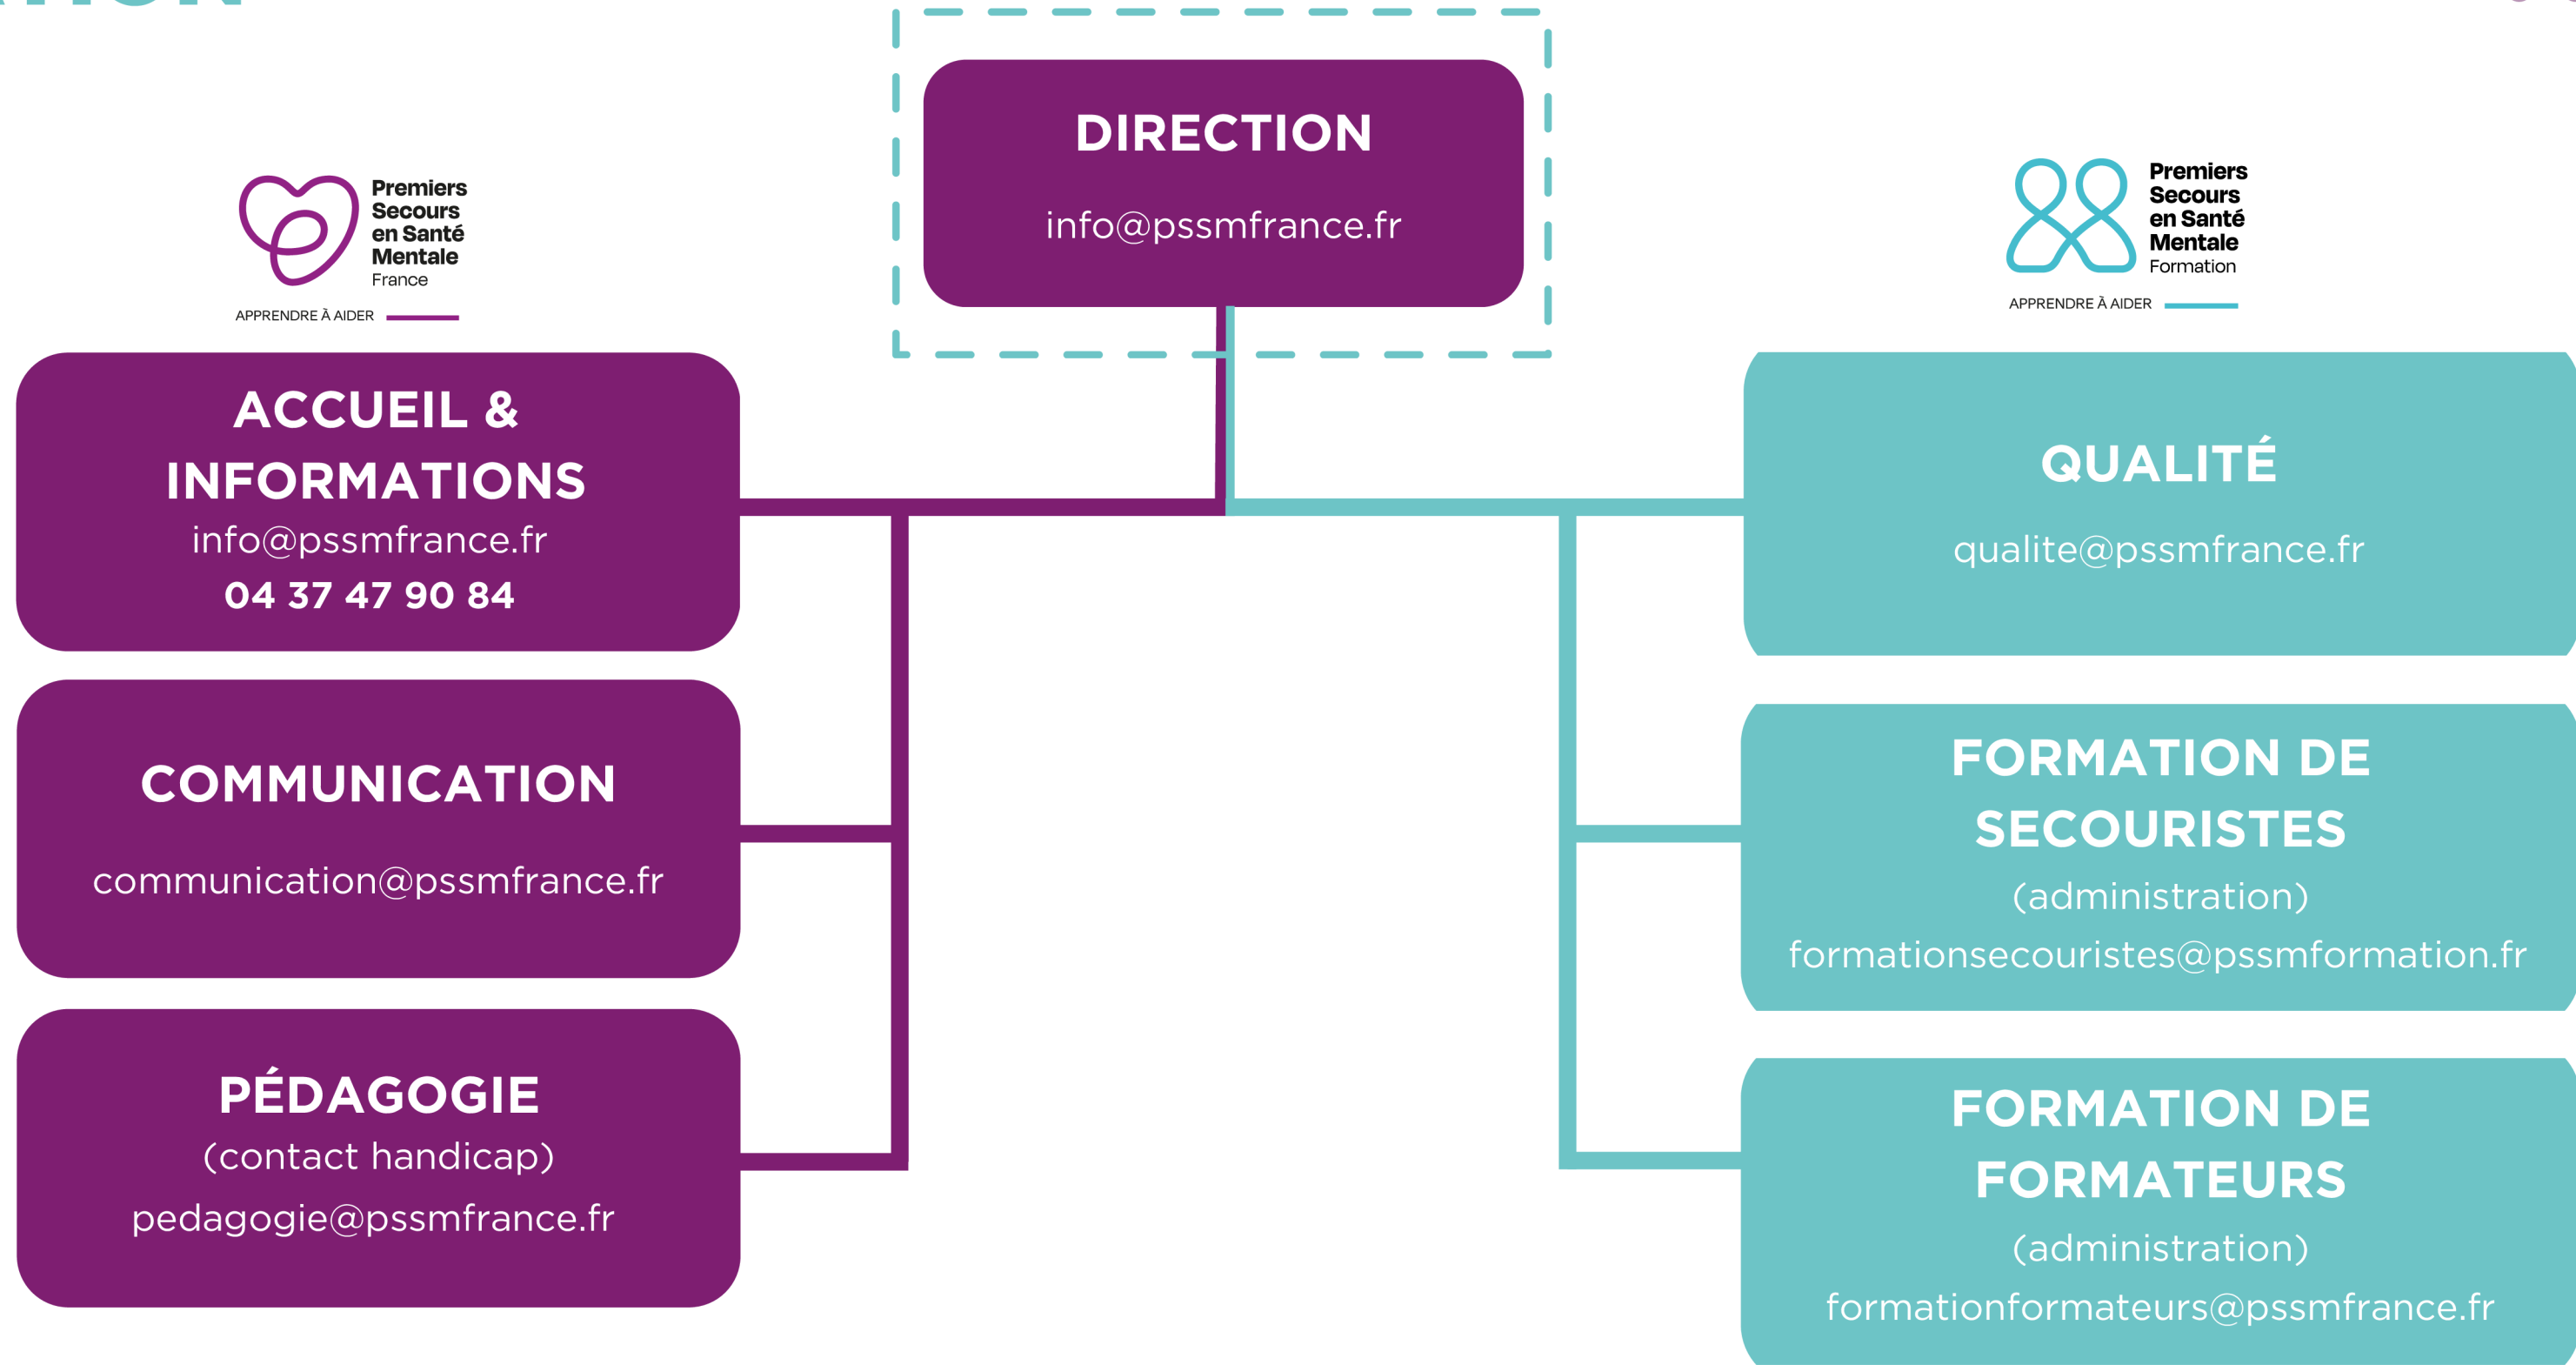 DIRECTION
info@pssmfrance.fr
Premiers
Secours
en Santé
Mentale
France
APPRENDRE À AIDER
ACCUEIL &
INFORMATIONS
info@pssmfrance.fr
04 37 47 90 84
COMMUNICATION
communication@pssmfrance.fr
PÉDAGOGIE
(contact handicap)
pedagogie@pssmfrance.fr
Premiers
Secours
en Santé
Mentale
Formation
APPRENDRE À AIDER
QUALITÉ
qualite@pssmfrance.fr
FORMATION DE
SECOURISTES
(administration)
formationsecouristes@pssmformation.fr
FORMATION DE
FORMATEURS
(administration)
formationformateurs@pssmfrance.fr